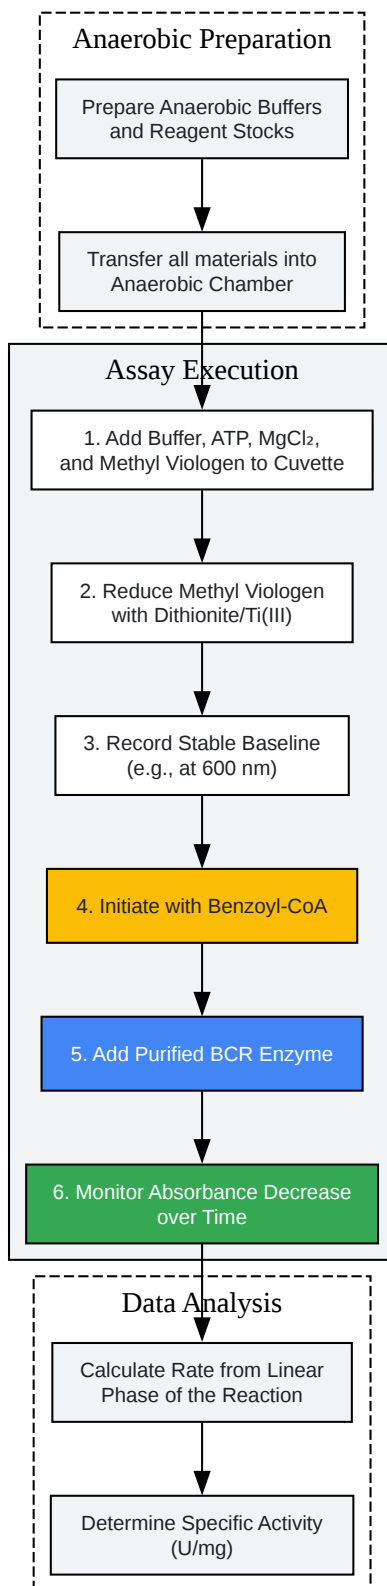 Anaerobic Preparation
Prepare Anaerobic Buffers
and Reagent Stocks
Transfer all materials into
Anaerobic Chamber
Assay Execution
1. Add Buffer, ATP, MgCl₂,
and Methyl Viologen to Cuvette
2. Reduce Methyl Viologen
with Dithionite/Ti(III)
3. Record Stable Baseline
(e.g., at 600 nm)
4. Initiate with Benzoyl-CoA
5. Add Purified BCR Enzyme
6. Monitor Absorbance Decrease
over Time
Data Analysis
Calculate Rate from Linear
Phase of the Reaction
Determine Specific Activity
(U/mg)